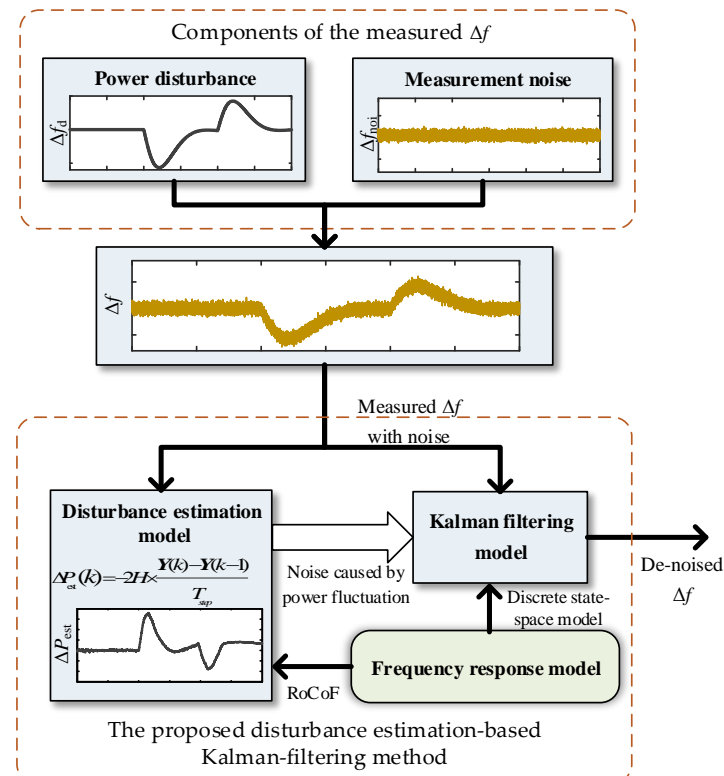 Components of the measured Δf
Power disturbance
Δf_d
Measurement noise
Δf_noi
Δf
Measured Δf
with noise
Disturbance estimation
model
ΔP_est(k)=-2H×(Y(k)-Y(k-1))/T_step
ΔP_est
Noise caused by
power fluctuation
Kalman filtering
model
De-noised
Δf
Discrete state-
space model
Frequency response model
RoCoF
The proposed disturbance estimation-based
Kalman-filtering method